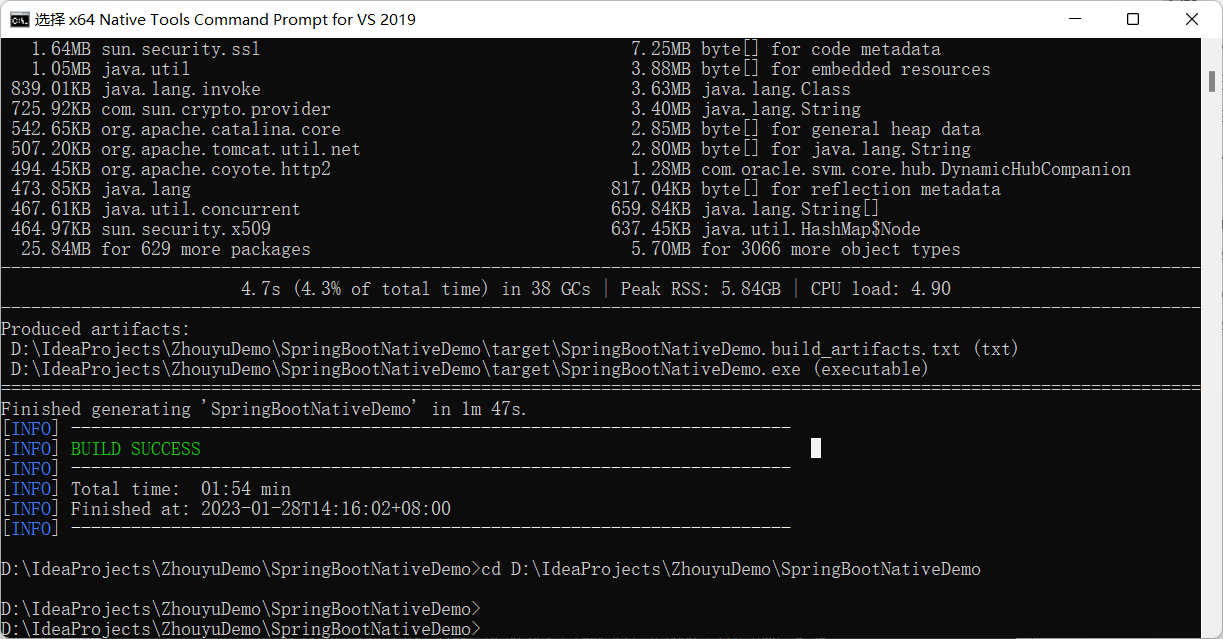 选择 x64 Native Tools Command Prompt for VS 2019
1.64MB sun.security.ssl 7.25MB byte[] for code metadata
1.05MB java.util 3.88MB byte[] for embedded resources
839.01KB java.lang.invoke 3.63MB java.lang.Class
725.92KB com.sun.crypto.provider 3.40MB java.lang.String
542.65KB org.apache.catalina.core 2.85MB byte[] for general heap data
507.20KB org.apache.tomcat.util.net 2.80MB byte[] for java.lang.String
494.45KB org.apache.coyote.http2 1.28MB com.oracle.svm.core.hub.DynamicHubCompanion
473.85KB java.lang 817.04KB byte[] for reflection metadata
467.61KB java.util.concurrent 659.84KB java.lang.String[]
464.97KB sun.security.x509 637.45KB java.util.HashMap$Node
25.84MB for 629 more packages 5.70MB for 3066 more object types
--------------------------------------------------------------------------------
4.7s (4.3% of total time) in 38 GCs | Peak RSS: 5.84GB | CPU load: 4.90
--------------------------------------------------------------------------------
Produced artifacts:
D:\IdeaProjects\ZhouyuDemo\SpringBootNativeDemo\target\SpringBootNativeDemo.build_artifacts.txt (txt)
D:\IdeaProjects\ZhouyuDemo\SpringBootNativeDemo\target\SpringBootNativeDemo.exe (executable)
================================================================================
Finished generating 'SpringBootNativeDemo' in 1m 47s.
[INFO] ------------------------------------------------------------------------
[INFO] BUILD SUCCESS
[INFO] ------------------------------------------------------------------------
[INFO] Total time:  01:54 min
[INFO] Finished at: 2023-01-28T14:16:02+08:00
[INFO] ------------------------------------------------------------------------
D:\IdeaProjects\ZhouyuDemo\SpringBootNativeDemo>cd D:\IdeaProjects\ZhouyuDemo\SpringBootNativeDemo
D:\IdeaProjects\ZhouyuDemo\SpringBootNativeDemo>
D:\IdeaProjects\ZhouyuDemo\SpringBootNativeDemo>